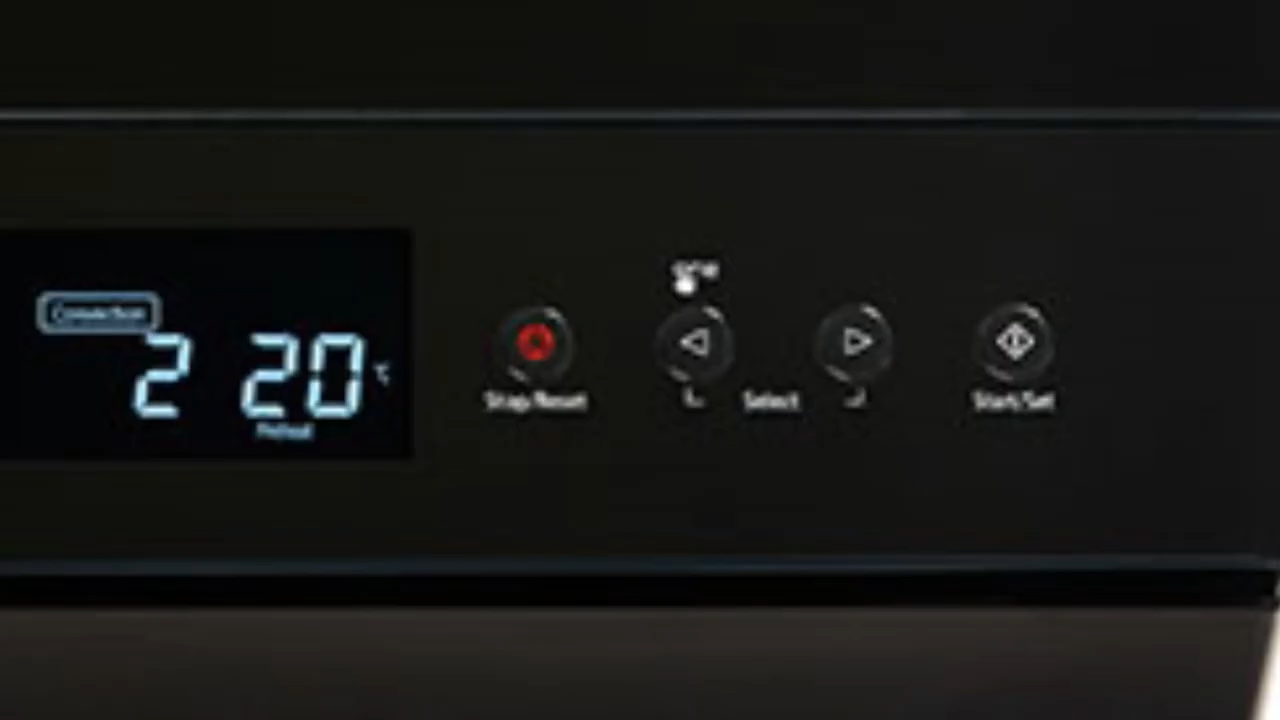 Convection
2 20 °C
Preheat
Stop/Reset
Select
Start/Set